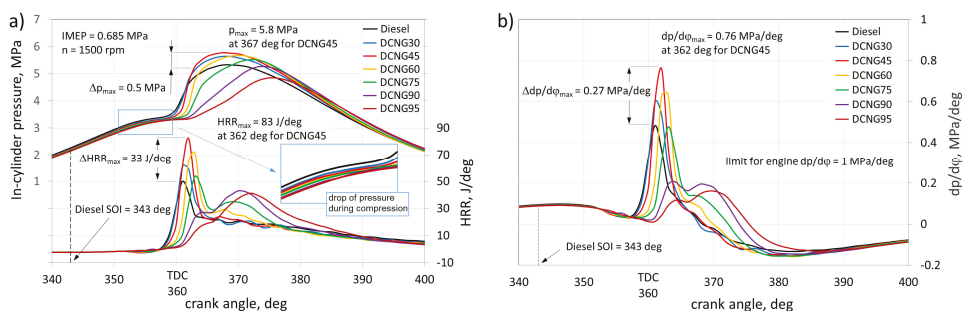 a)
In-cylinder pressure, MPa
7
6
5
4
3
2
1
IMEP = 0.685 MPa
n = 1500 rpm
pmax = 5.8 MPa
at 367 deg for DCNG45
Δpmax = 0.5 MPa
HRRmax = 83 J/deg
at 362 deg for DCNG45
ΔHRRmax = 33 J/deg
drop of pressure
during compression
Diesel SOI = 343 deg
Diesel
DCNG30
DCNG45
DCNG60
DCNG75
DCNG90
DCNG95
90
70
50
30
10
-10
HRR, J/deg
TDC
340 350 360 370 380 390 400
crank angle, deg
b)
dp/dφmax = 0.76 MPa/deg
at 362 deg for DCNG45
Δdp/dφmax = 0.27 MPa/deg
limit for engine dp/dφ = 1 MPa/deg
Diesel SOI = 343 deg
Diesel
DCNG30
DCNG45
DCNG60
DCNG75
DCNG90
DCNG95
1
0.8
0.6
0.4
0.2
0
-0.2
dp/dφ, MPa/deg
TDC
340 350 360 370 380 390 400
crank angle, deg